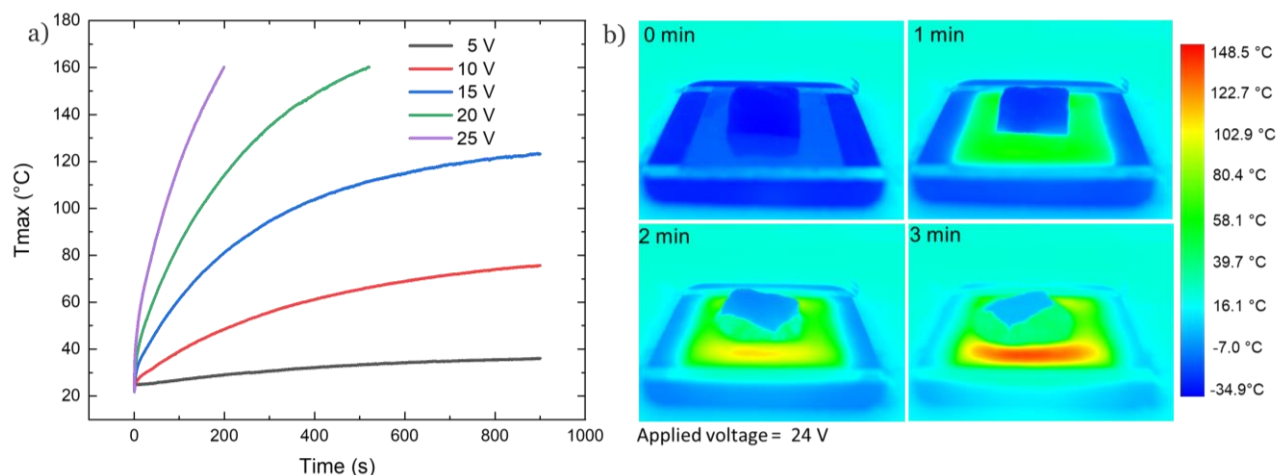 a)
Tmax (°C)
180
160
140
120
100
80
60
40
20
5 V
10 V
15 V
20 V
25 V
0
200
400
600
800
1000
Time (s)
b)
0 min
1 min
2 min
3 min
148.5 °C
122.7 °C
102.9 °C
80.4 °C
58.1 °C
39.7 °C
16.1 °C
-7.0 °C
-34.9°C
Applied voltage = 24 V